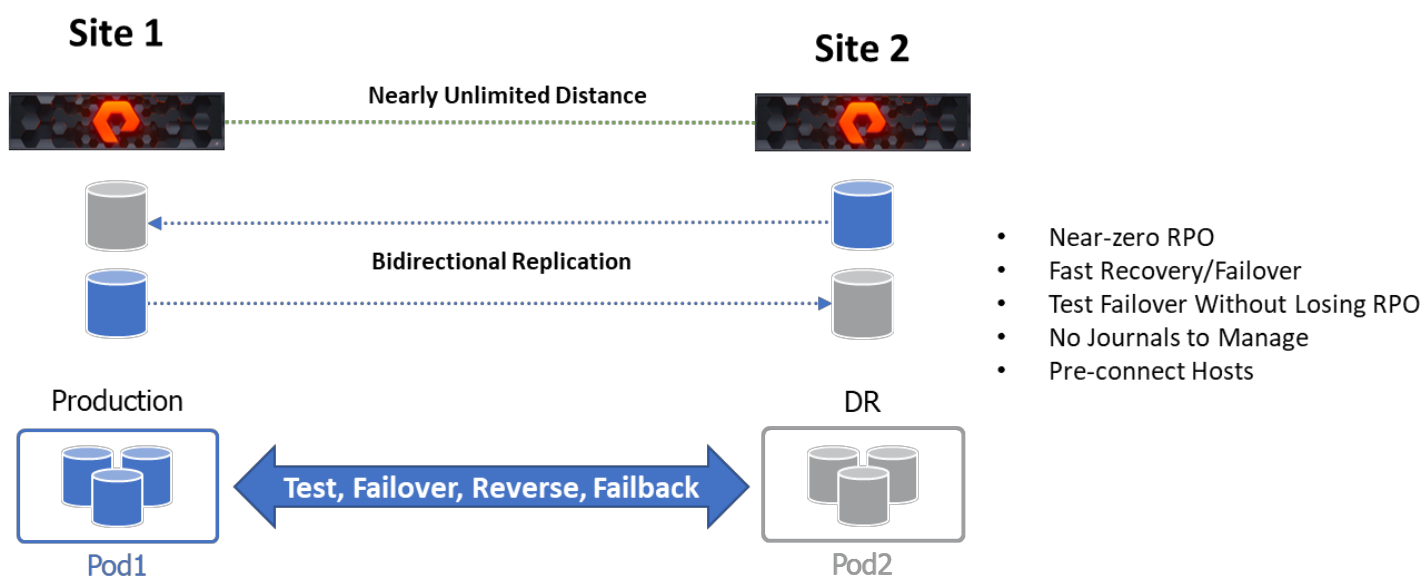 Site 1
Site 2
Nearly Unlimited Distance
Bidirectional Replication
• Near-zero RPO
• Fast Recovery/Failover
• Test Failover Without Losing RPO
• No Journals to Manage
• Pre-connect Hosts
Production
DR
Test, Failover, Reverse, Failback
Pod1
Pod2